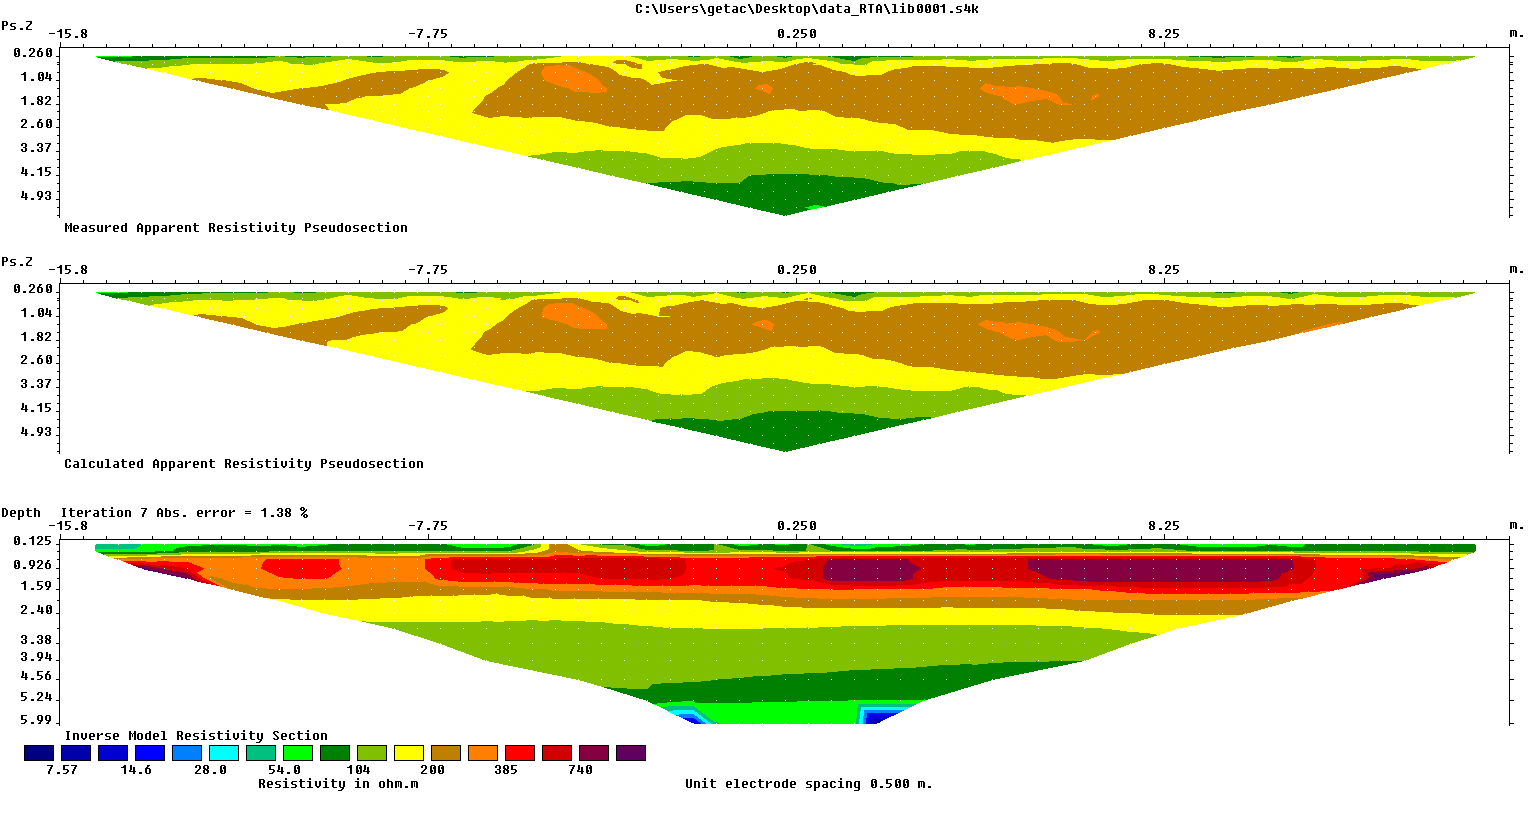 C:\Users\getac\Desktop\data_RTA\lib0001.s4k
Ps.Z
-15.8 -7.75 0.250 8.25 m.
0.260
1.04
1.82
2.60
3.37
4.15
4.93
Measured Apparent Resistivity Pseudosection
Ps.Z
-15.8 -7.75 0.250 8.25 m.
0.260
1.04
1.82
2.60
3.37
4.15
4.93
Calculated Apparent Resistivity Pseudosection
Depth Iteration 7 Abs. error = 1.38 %
-15.8 -7.75 0.250 8.25 m.
0.125
0.926
1.59
2.40
3.38
3.94
4.56
5.24
5.99
Inverse Model Resistivity Section
7.57 14.6 28.0 54.0 104 200 385 740
Resistivity in ohm.m Unit electrode spacing 0.500 m.